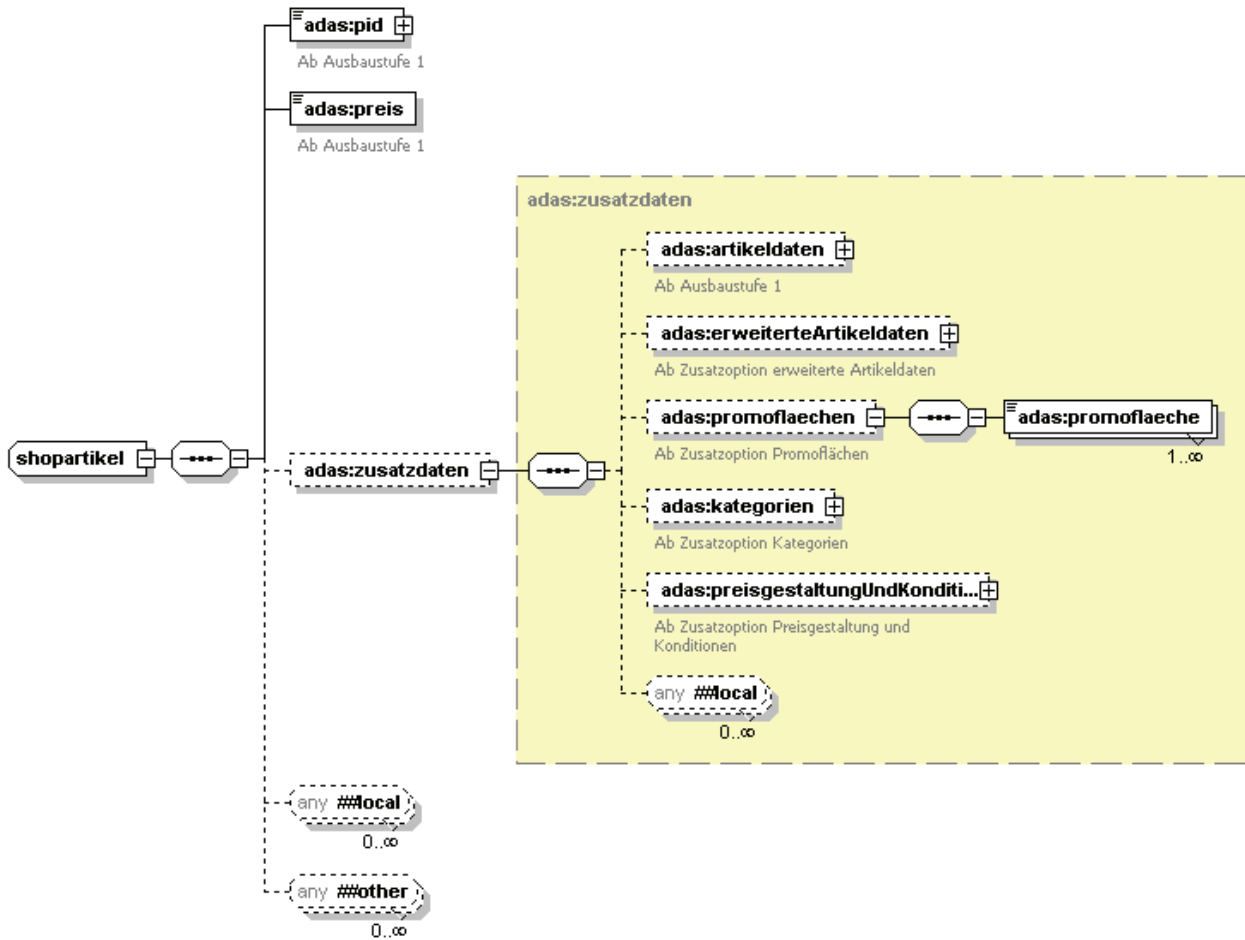 adas:pid
Ab Ausbaustufe 1
adas:preis
Ab Ausbaustufe 1
adas:zusatzdaten
adas:artikeldaten
Ab Ausbaustufe 1
adas:erweiterteArtikeldaten
Ab Zusatzoption erweiterte Artikeldaten
adas:promoflaechen
adas:promoflaeche
Ab Zusatzoption Promoflächen
1..∞
shopartikel
adas:zusatzdaten
adas:kategorien
Ab Zusatzoption Kategorien
adas:preisgestaltungUndKonditi...
Ab Zusatzoption Preisgestaltung und
Konditionen
any ##local
0..∞
any ##local
0..∞
any ##other
0..∞